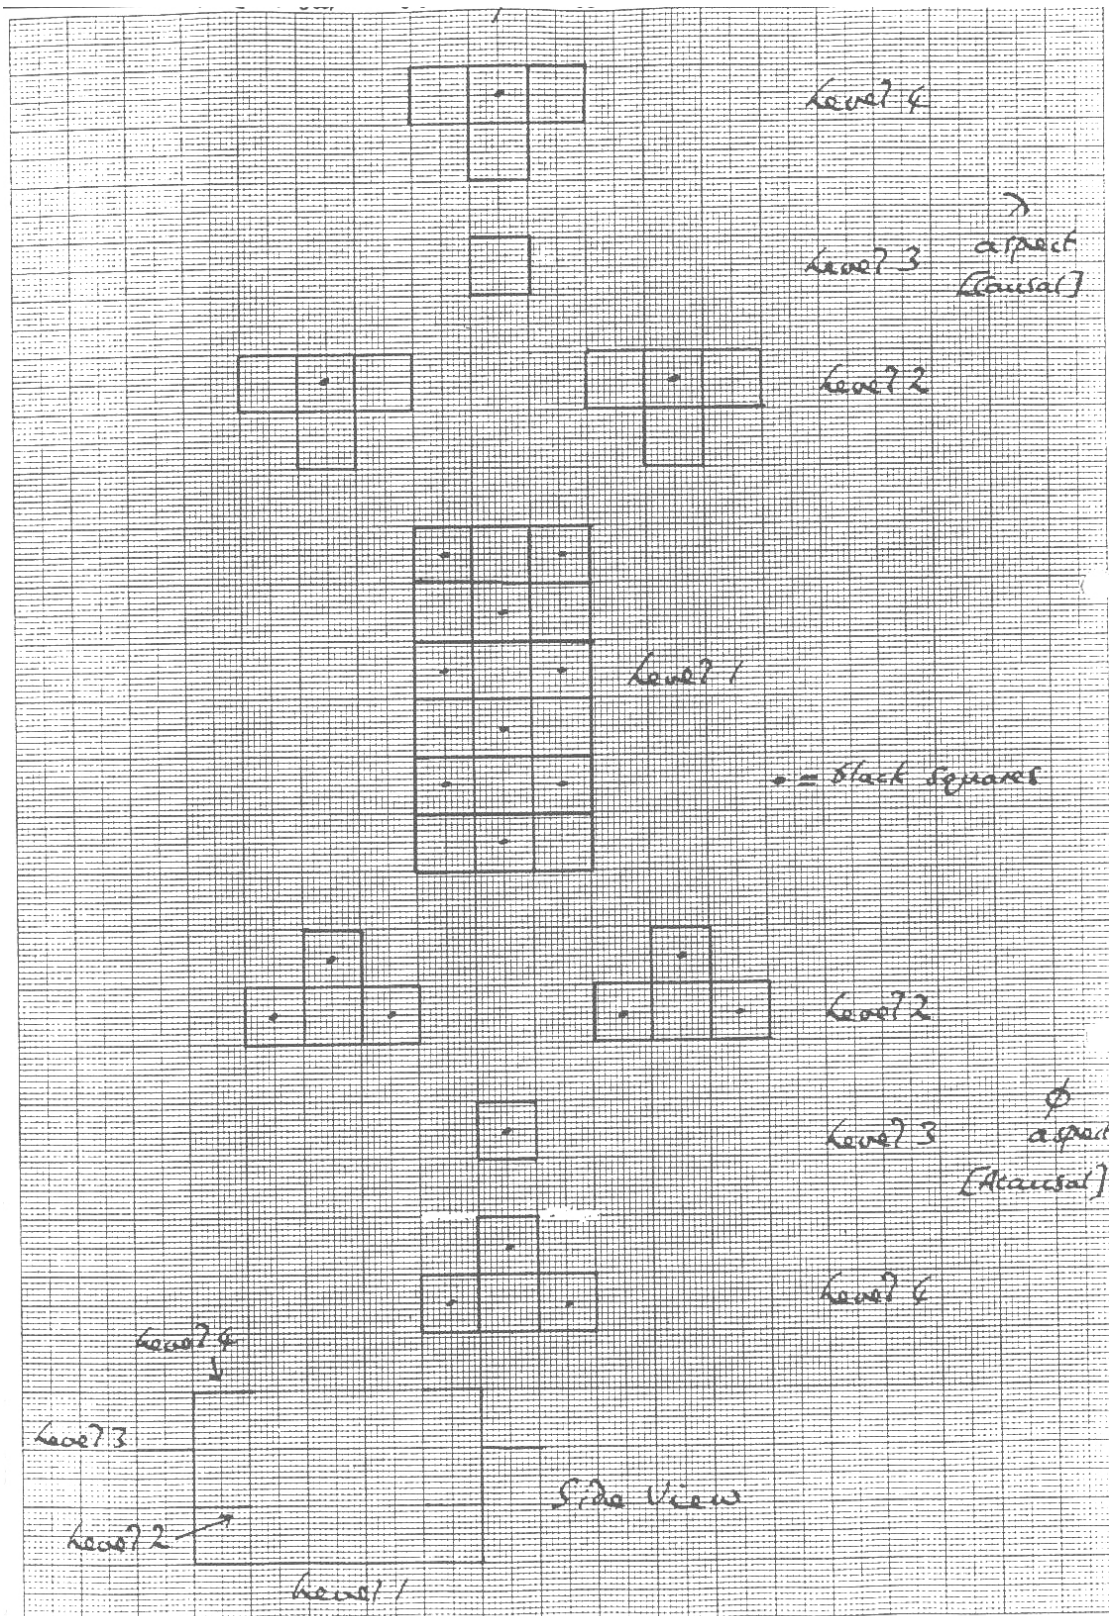 Level 4
Level 3
aspect
[Causal]
Level 2
Level 1
• = black squares
Level 2
Level 3
φ
aspect
[Acausal]
Level 4
Level 4
Level 3
Side View
Level 2
Level 1